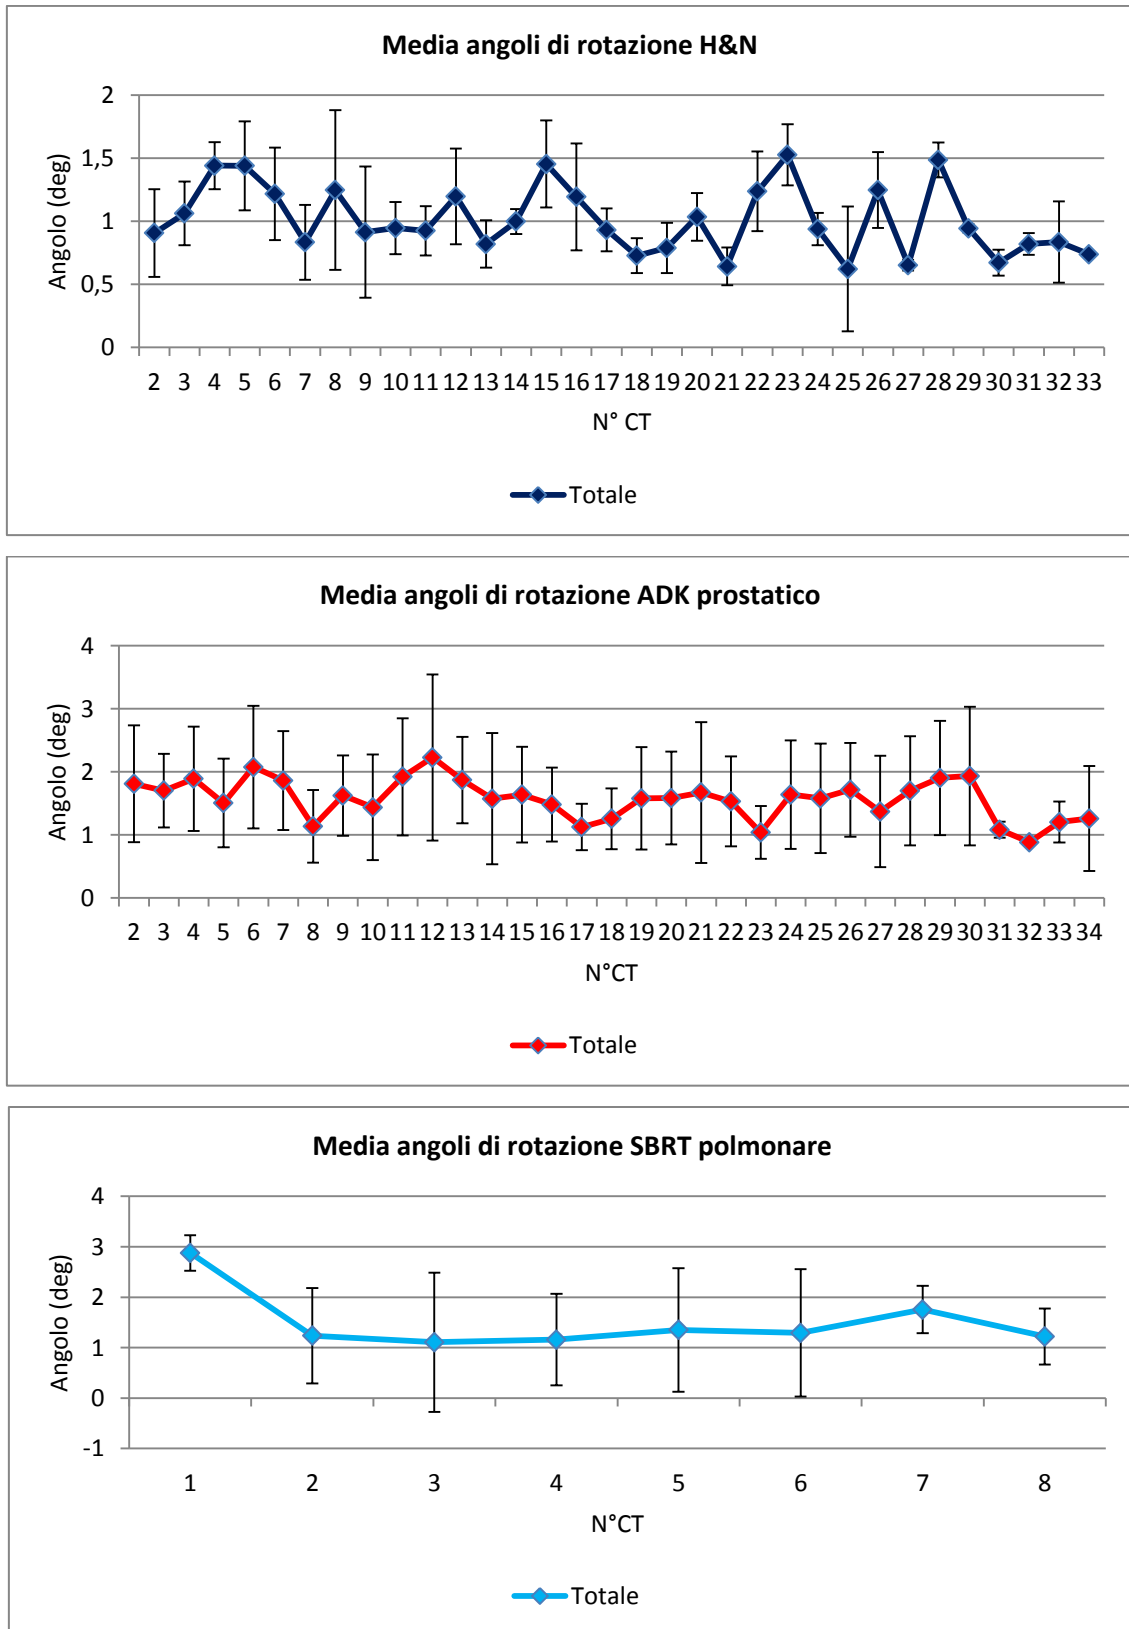 Media angoli di rotazione H&N
Angolo (deg)
2
1,5
1
0,5
0
2 3 4 5 6 7 8 9 10 11 12 13 14 15 16 17 18 19 20 21 22 23 24 25 26 27 28 29 30 31 32 33
N° CT
Totale
Media angoli di rotazione ADK prostatico
Angolo (deg)
4
3
2
1
0
2 3 4 5 6 7 8 9 10 11 12 13 14 15 16 17 18 19 20 21 22 23 24 25 26 27 28 29 30 31 32 33 34
N°CT
Totale
Media angoli di rotazione SBRT polmonare
Angolo (deg)
4
3
2
1
0
-1
1 2 3 4 5 6 7 8
N°CT
Totale